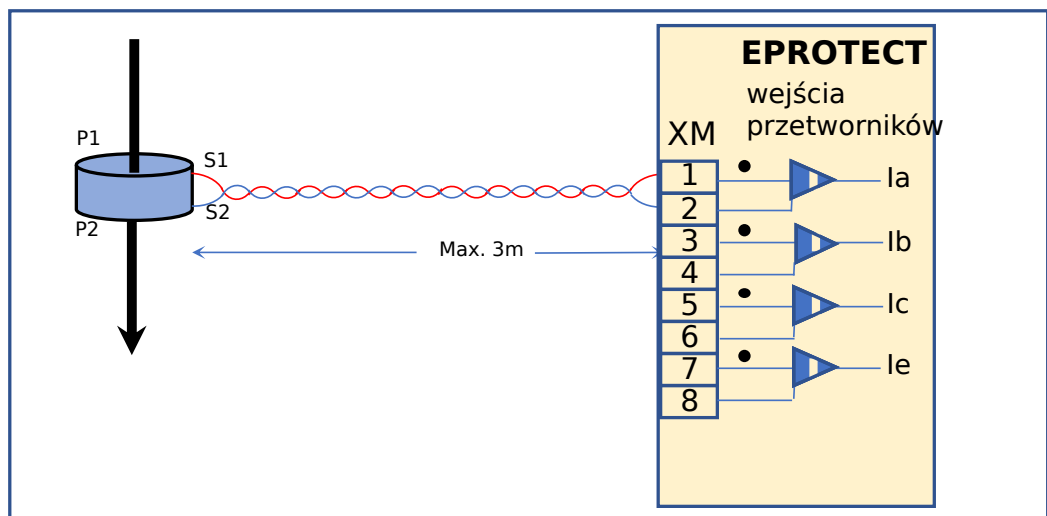 EPROTECT
wejścia
przetworników
XM
P1
S1
S2
P2
Max. 3m
1
2
3
4
5
6
7
8
Ia
Ib
Ic
Ie